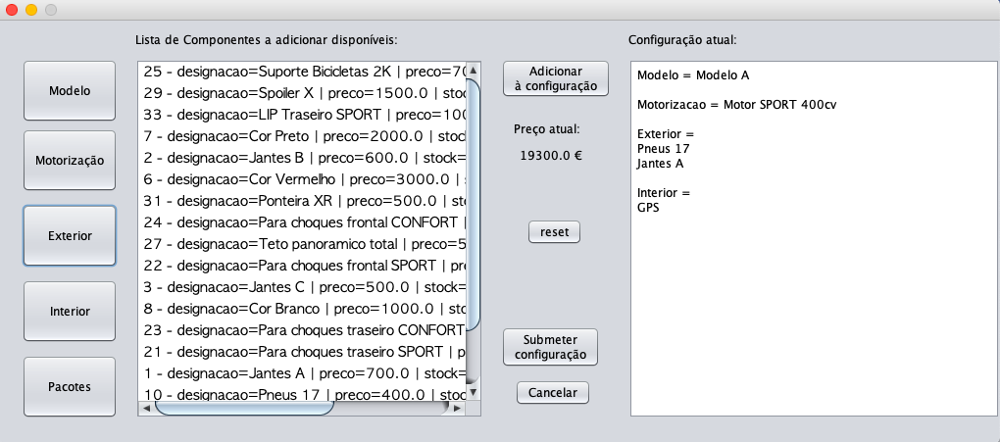 Lista de Componentes a adicionar disponíveis:
Configuração atual:
Modelo
Motorização
Exterior
Interior
Pacotes
25 - designacao=Suporte Bicicletas 2K | preco=70
29 - designacao=Spoiler X | preco=1500.0 | stoc
33 - designacao=LIP Traseiro SPORT | preco=100
7 - designacao=Cor Preto | preco=2000.0 | stock=
2 - designacao=Jantes B | preco=600.0 | stock=
6 - designacao=Cor Vermelho | preco=3000.0 | s
31 - designacao=Ponteira XR | preco=500.0 | stoc
24 - designacao=Para choques frontal CONFORT |
27 - designacao=Teto panoramico total | preco=5
22 - designacao=Para choques frontal SPORT | pre
3 - designacao=Jantes C | preco=500.0 | stock=
8 - designacao=Cor Branco | preco=1000.0 | stock
23 - designacao=Para choques traseiro CONFORT
21 - designacao=Para choques traseiro SPORT | p
1 - designacao=Jantes A | preco=700.0 | stock=
10 - designacao=Pneus 17 | preco=400.0 | stoc
Adicionar
à configuração
Preço atual:
19300.0 €
reset
Submeter
configuração
Cancelar
Modelo = Modelo A
Motorizacao = Motor SPORT 400cv
Exterior =
Pneus 17
Jantes A
Interior =
GPS